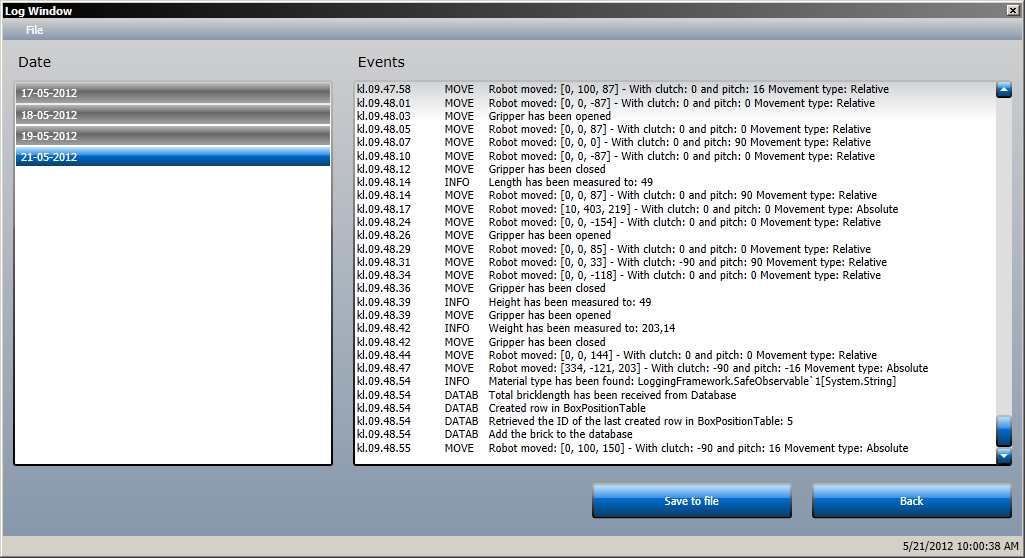 Log Window
File
Date
Events
17-05-2012
18-05-2012
19-05-2012
21-05-2012
kl.09.47.58 MOVE Robot moved: [0, 100, 87] - With clutch: 0 and pitch: 16 Movement type: Relative
kl.09.48.01 MOVE Robot moved: [0, 0, -87] - With clutch: 0 and pitch: 0 Movement type: Relative
kl.09.48.03 MOVE Gripper has been opened
kl.09.48.05 MOVE Robot moved: [0, 0, 87] - With clutch: 0 and pitch: 0 Movement type: Relative
kl.09.48.07 MOVE Robot moved: [0, 0, 0] - With clutch: 0 and pitch: 90 Movement type: Relative
kl.09.48.10 MOVE Robot moved: [0, 0, -87] - With clutch: 0 and pitch: 0 Movement type: Relative
kl.09.48.12 MOVE Gripper has been closed
kl.09.48.14 INFO Length has been measured to: 49
kl.09.48.14 MOVE Robot moved: [0, 0, 87] - With clutch: 0 and pitch: 90 Movement type: Relative
kl.09.48.17 MOVE Robot moved: [10, 403, 219] - With clutch: 0 and pitch: 0 Movement type: Absolute
kl.09.48.24 MOVE Robot moved: [0, 0, -154] - With clutch: 0 and pitch: 0 Movement type: Relative
kl.09.48.26 MOVE Gripper has been opened
kl.09.48.29 MOVE Robot moved: [0, 0, 85] - With clutch: 0 and pitch: 0 Movement type: Relative
kl.09.48.31 MOVE Robot moved: [0, 0, 33] - With clutch: -90 and pitch: 90 Movement type: Relative
kl.09.48.34 MOVE Robot moved: [0, 0, -118] - With clutch: 0 and pitch: 0 Movement type: Relative
kl.09.48.36 MOVE Gripper has been closed
kl.09.48.39 INFO Height has been measured to: 49
kl.09.48.39 MOVE Gripper has been opened
kl.09.48.42 INFO Weight has been measured to: 203,14
kl.09.48.42 MOVE Gripper has been closed
kl.09.48.44 MOVE Robot moved: [0, 0, 144] - With clutch: 0 and pitch: 0 Movement type: Relative
kl.09.48.47 MOVE Robot moved: [334, -121, 203] - With clutch: -90 and pitch: -16 Movement type: Absolute
kl.09.48.54 INFO Material type has been found: LoggingFramework.SafeObservable`1[System.String]
kl.09.48.54 DATAB Total bricklength has been received from Database
kl.09.48.54 DATAB Created row in BoxPositionTable
kl.09.48.54 DATAB Retrieved the ID of the last created row in BoxPositionTable: 5
kl.09.48.54 DATAB Add the brick to the database
kl.09.48.55 MOVE Robot moved: [0, 100, 150] - With clutch: -90 and pitch: 16 Movement type: Absolute
Save to file
Back
5/21/2012 10:00:38 AM